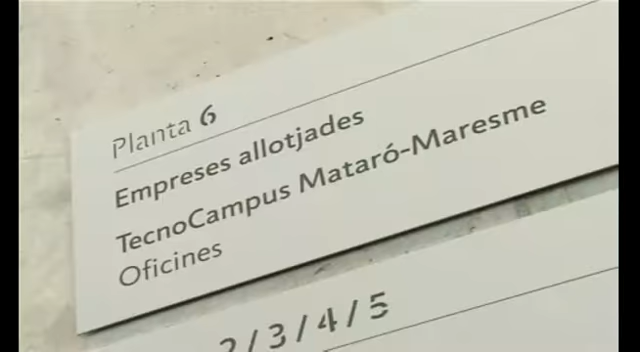 Planta 6
Empreses allotjades
TecnoCampus Mataró-Maresme
Oficines
2/3/4/5